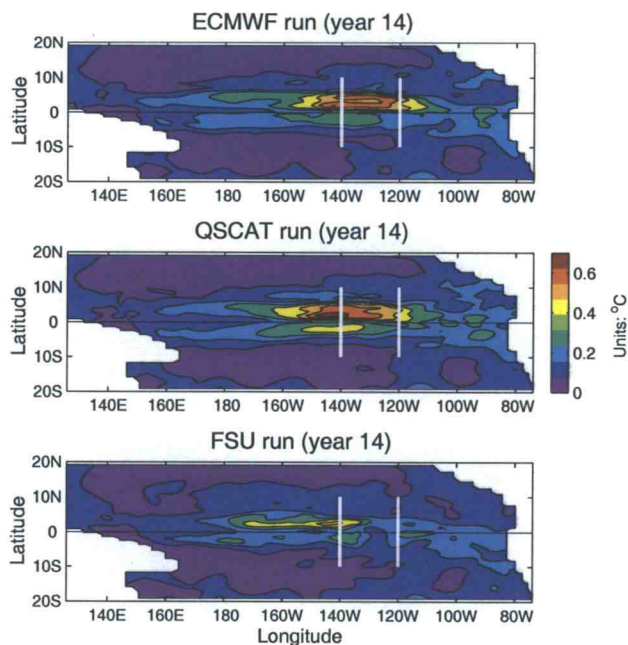 ECMWF run (year 14)
20N
10N
0
10S
20S
Latitude
140E 160E 180 160W 140W 120W 100W 80W
QSCAT run (year 14)
20N
10N
0
10S
20S
Latitude
140E 160E 180 160W 140W 120W 100W 80W
0.6
0.4
0.2
0
Units: °C
FSU run (year 14)
20N
10N
0
10S
20S
Latitude
140E 160E 180 160W 140W 120W 100W 80W
Longitude